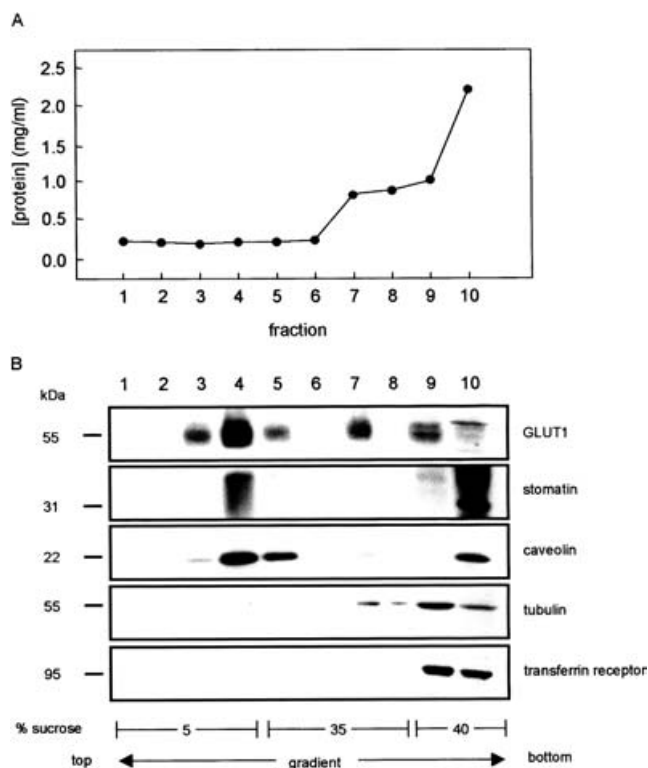 A
[protein] (mg/ml)
2.5
2.0
1.5
1.0
0.5
0.0
1 2 3 4 5 6 7 8 9 10
fraction
B
kDa 1 2 3 4 5 6 7 8 9 10
55 GLUT1
31 stomatin
22 caveolin
55 tubulin
95 transferrin receptor
% sucrose 5 35 40
top gradient bottom